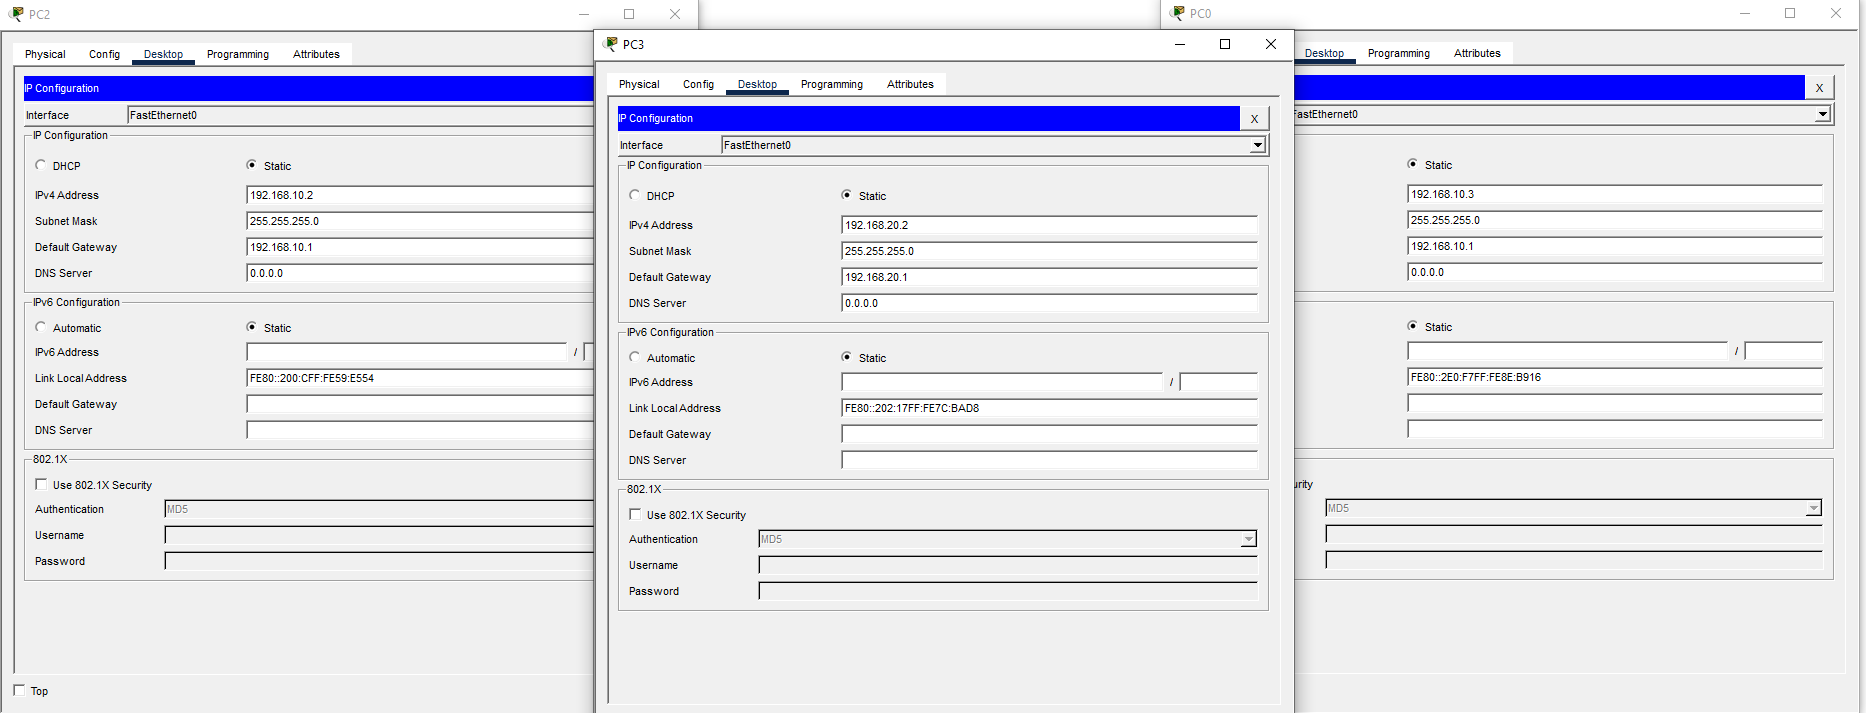 PC2
Physical Config Desktop Programming Attributes
IP Configuration
Interface FastEthernet0
IP Configuration
DHCP Static
IPv4 Address 192.168.10.2
Subnet Mask 255.255.255.0
Default Gateway 192.168.10.1
DNS Server 0.0.0.0
IPv6 Configuration
Automatic Static
IPv6 Address /
Link Local Address FE80::200:CFF:FE59:E554
Default Gateway
DNS Server
802.1X
Use 802.1X Security
Authentication MD5
Username
Password
Top
PC3
Physical Config Desktop Programming Attributes
IP Configuration X
Interface FastEthernet0
IP Configuration
DHCP Static
IPv4 Address 192.168.20.2
Subnet Mask 255.255.255.0
Default Gateway 192.168.20.1
DNS Server 0.0.0.0
IPv6 Configuration
Automatic Static
IPv6 Address /
Link Local Address FE80::202:17FF:FE7C:BAD8
Default Gateway
DNS Server
802.1X
Use 802.1X Security
Authentication MD5
Username
Password
PC0
Desktop Programming Attributes
X
FastEthernet0
Static
192.168.10.3
255.255.255.0
192.168.10.1
0.0.0.0
Static
/
FE80::2E0:F7FF:FE8E:B916
urity
MD5